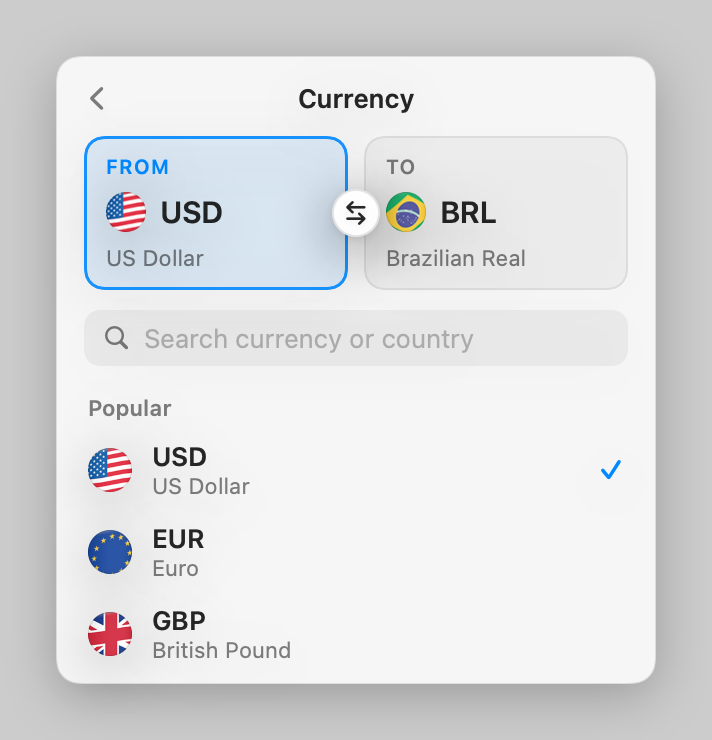 Currency
FROM
USD
US Dollar
TO
BRL
Brazilian Real
Search currency or country
Popular
USD
US Dollar
EUR
Euro
GBP
British Pound